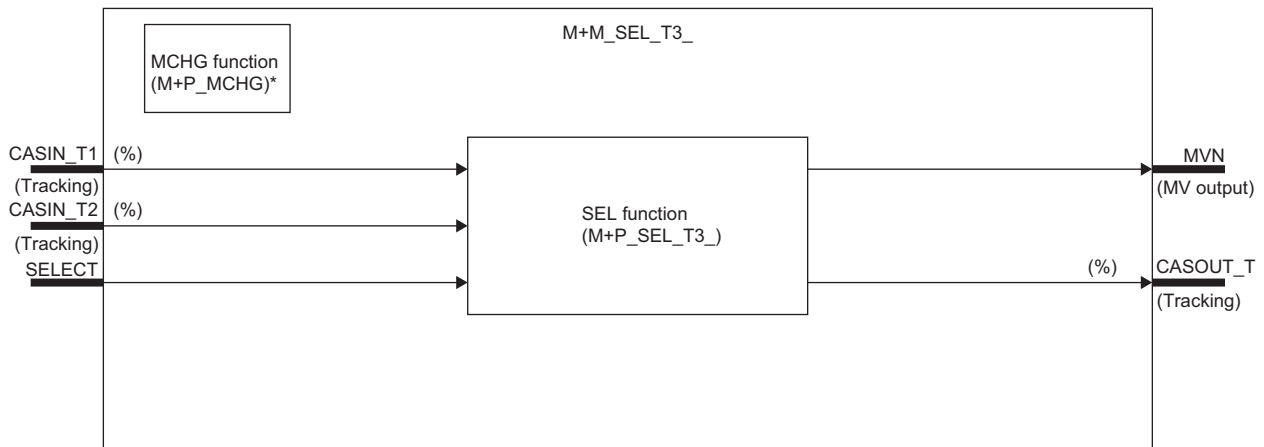 M+M_SEL_T3_
MCHG function
(M+P_MCHG)*
CASIN_T1
(%)
(Tracking)
CASIN_T2
(%)
(Tracking)
SELECT
SEL function
(M+P_SEL_T3_)
MVN
(MV output)
(%)
CASOUT_T
(Tracking)